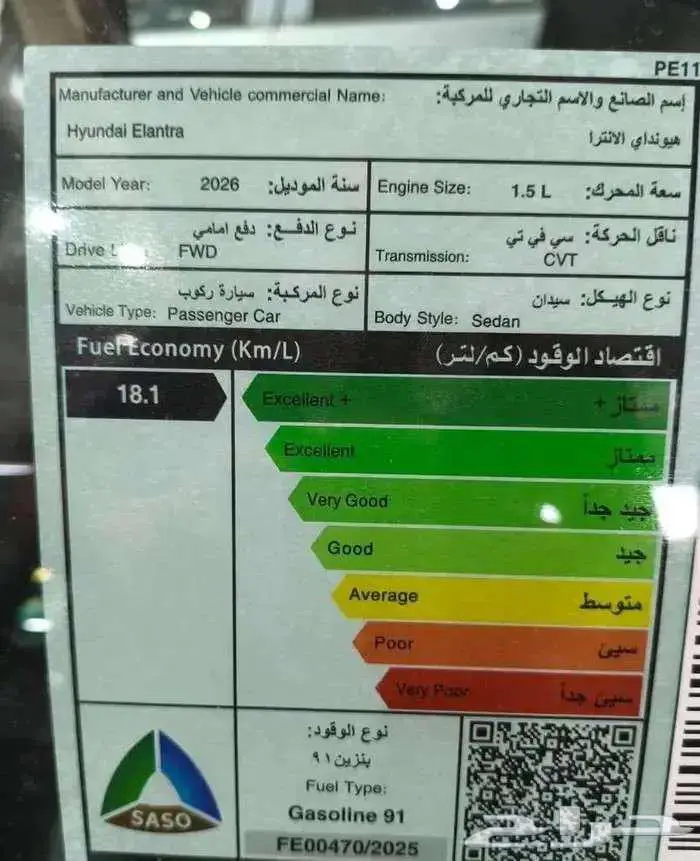 PE11
Manufacturer and Vehicle commercial Name: إسم الصانع والاسم التجاري للمركبة:
Hyundai Elantra هيونداي الانترا
Model Year: 2026 سنة الموديل:
Engine Size: 1.5 L سعة المحرك:
نوع الدفع: دفع امامي
Drive FWD
ناقل الحركة: سي في تي
Transmission: CVT
نوع المركبة: سيارة ركوب
Vehicle Type: Passenger Car
نوع الهيكل: سيدان
Body Style: Sedan
Fuel Economy (Km/L) اقتصاد الوقود (كم/لتر)
18.1
Excellent + ممتاز +
Excellent ممتاز
Very Good جيد جداً
Good جيد
Average متوسط
Poor سيئ
Very Poor سيئ جداً
نوع الوقود:
بنزين ٩١
Fuel Type:
Gasoline 91
FE00470/2025
SASO
حراج